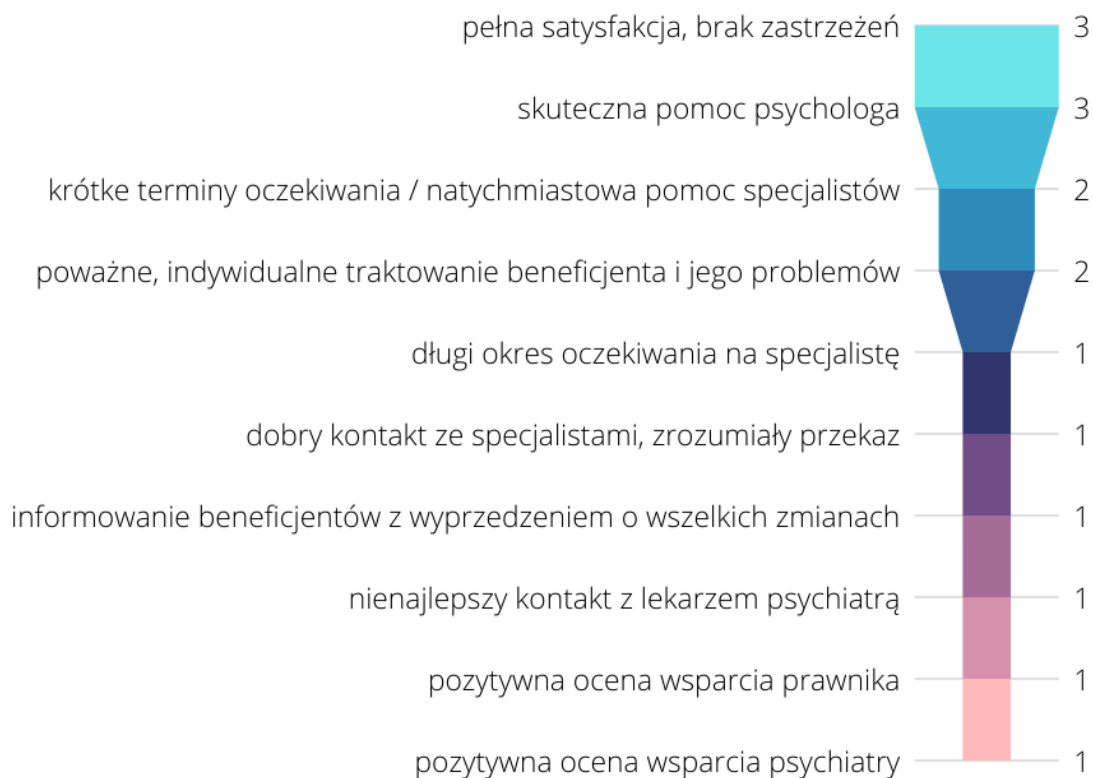 pełna satysfakcja, brak zastrzeżeń 3
skuteczna pomoc psychologa 3
krótke terminy oczekiwania / natychmiastowa pomoc specjalistów 2
poważne, indywidualne traktowanie beneficjenta i jego problemów 2
długi okres oczekiwania na specjalistę 1
dobry kontakt ze specjalistami, zrozumiały przekaz 1
informowanie beneficjentów z wyprzedzeniem o wszelkich zmianach 1
nienajlepszy kontakt z lekarzem psychiatrą 1
pozytywna ocena wsparcia prawnika 1
pozytywna ocena wsparcia psychiatry 1